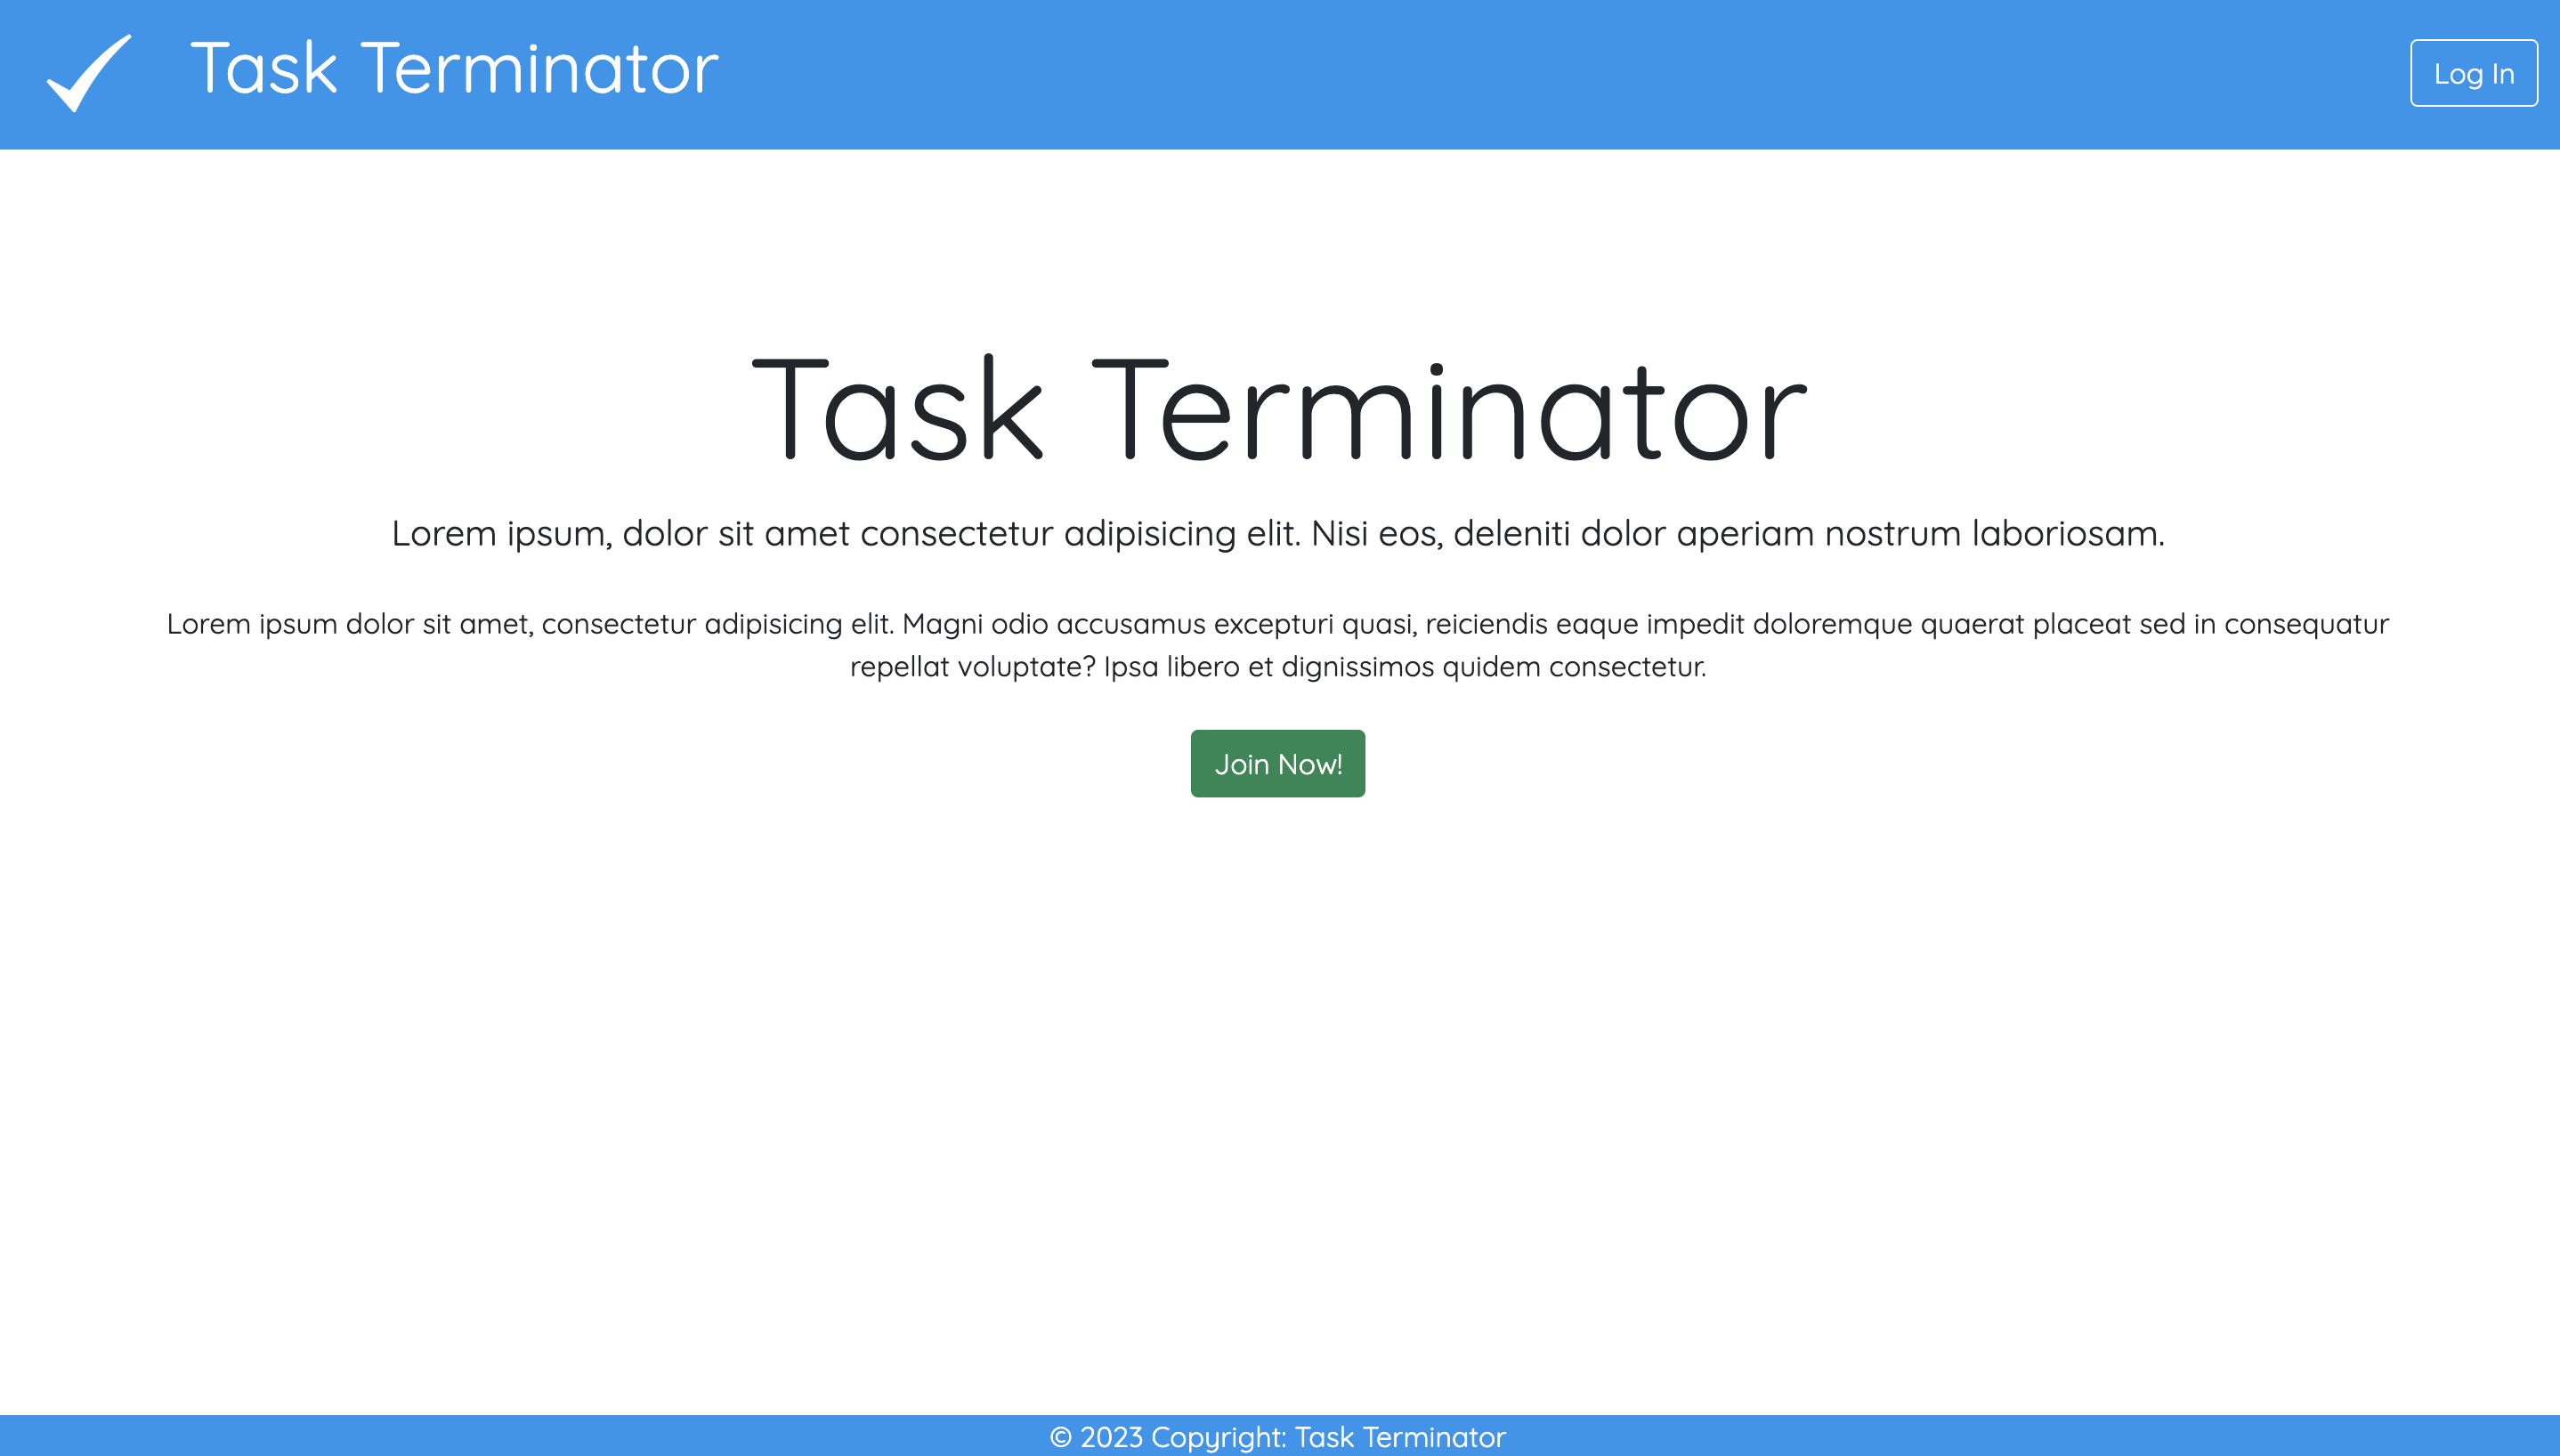 Task Terminator
Log In
Task Terminator
Lorem ipsum, dolor sit amet consectetur adipisicing elit. Nisi eos, deleniti dolor aperiam nostrum laboriosam.
Lorem ipsum dolor sit amet, consectetur adipisicing elit. Magni odio accusamus excepturi quasi, reiciendis eaque impedit doloremque quaerat placeat sed in consequatur
repellat voluptate? Ipsa libero et dignissimos quidem consectetur.
Join Now!
© 2023 Copyright: Task Terminator